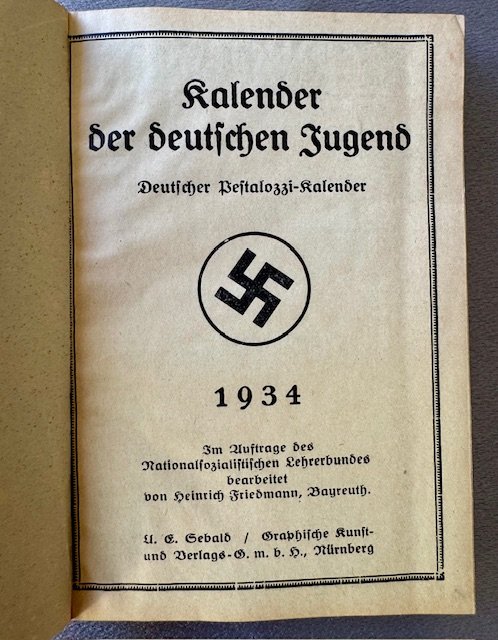 Kalender
der deutſchen Jugend
Deutſcher Peſtalozzi-Kalender
1934
Im Auftrage des
Nationalſozialiſtiſchen Lehrerbundes
bearbeitet
von Heinrich Friedmann, Bayreuth.
U. E. Sebald / Graphiſche Kunſt-
und Verlags-G. m. b. H., Nürnberg